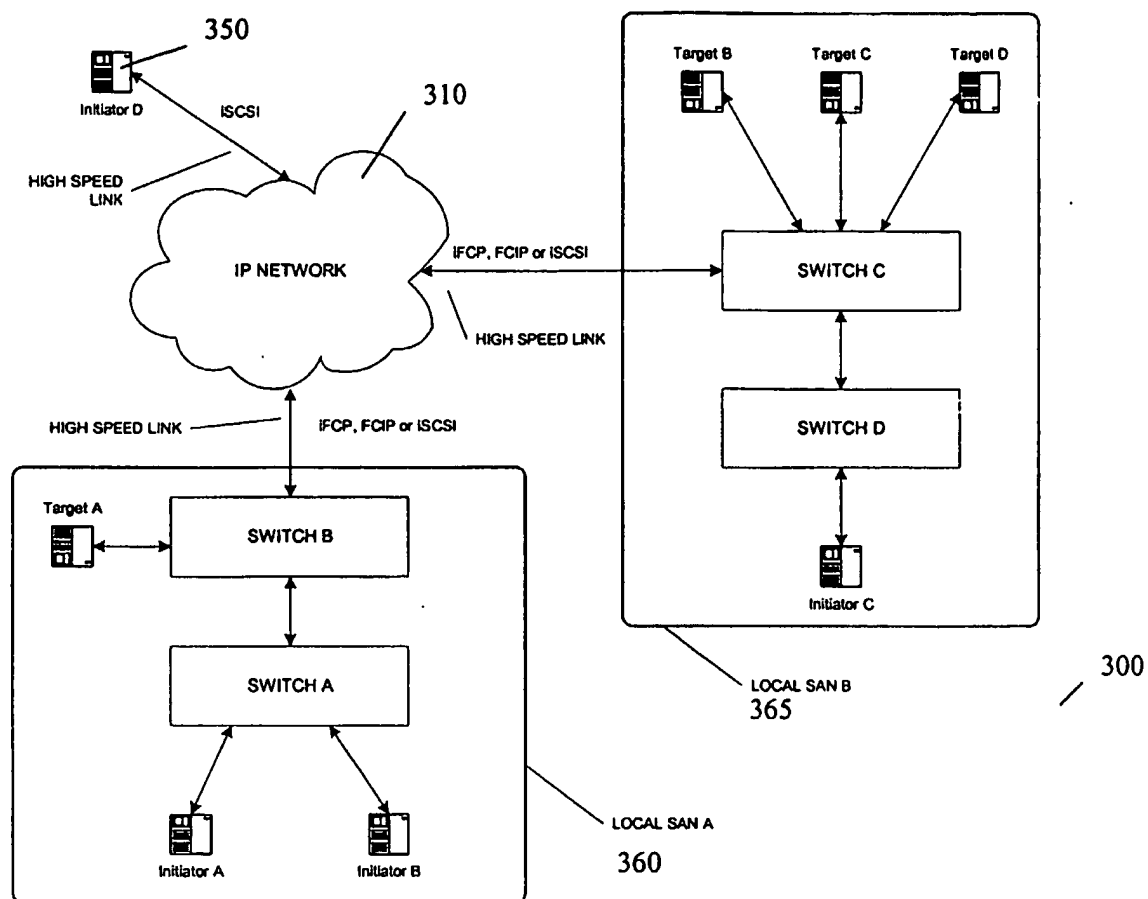 350
Initiator D
iSCSI
310
HIGH SPEED
LINK
IP NETWORK
iFCP, FCIP or iSCSI
HIGH SPEED LINK
HIGH SPEED LINK
iFCP, FCIP or iSCSI
Target A
SWITCH B
SWITCH A
Initiator A
Initiator B
LOCAL SAN A
360
Target B
Target C
Target D
SWITCH C
SWITCH D
Initiator C
LOCAL SAN B
365
300